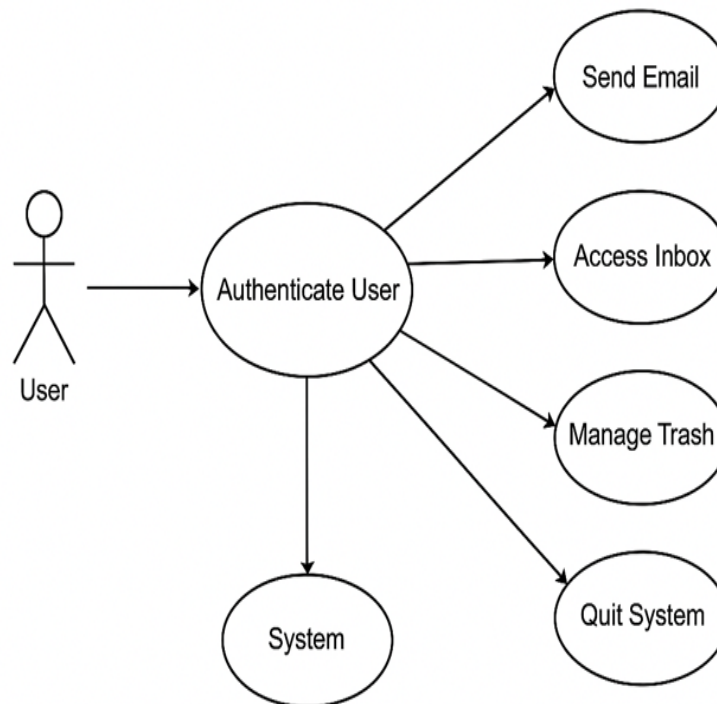 Send Email
Access Inbox
Authenticate User
User
Manage Trash
Quit System
System